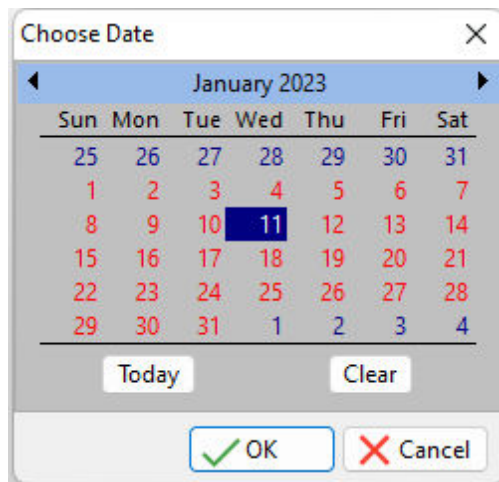 Choose Date
January 2023
Sun Mon Tue Wed Thu Fri Sat
25 26 27 28 29 30 31
1 2 3 4 5 6 7
8 9 10 11 12 13 14
15 16 17 18 19 20 21
22 23 24 25 26 27 28
29 30 31 1 2 3 4
Today Clear
OK Cancel